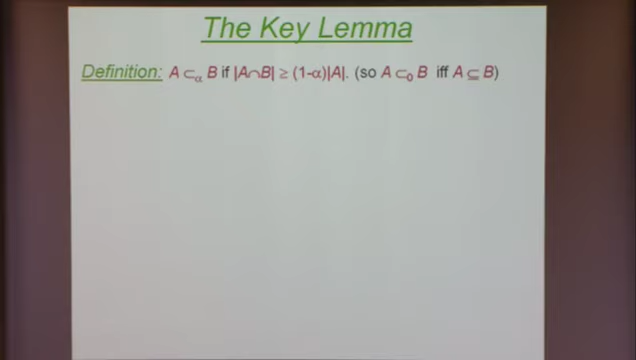 The Key Lemma
Definition: A ⊂α B if |A∩B| ≥ (1-α)|A|. (so A ⊂0 B iff A ⊆ B)